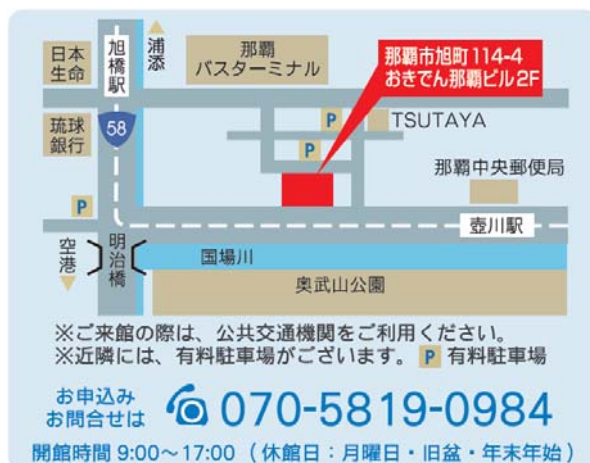 日本
生命
旭橋駅
浦添
那覇
バスターミナル
那覇市旭町114-4
おきでん那覇ビル2F
琉球
銀行
58
P
TSUTAYA
P
那覇中央郵便局
P
壺川駅
空港
明治橋
国場川
奥武山公園
※ご来館の際は、公共交通機関をご利用ください。
※近隣には、有料駐車場がございます。 P 有料駐車場
お申込み
お問合せは
070-5819-0984
開館時間 9:00～17:00 (休館日：月曜日・旧盆・年末年始)